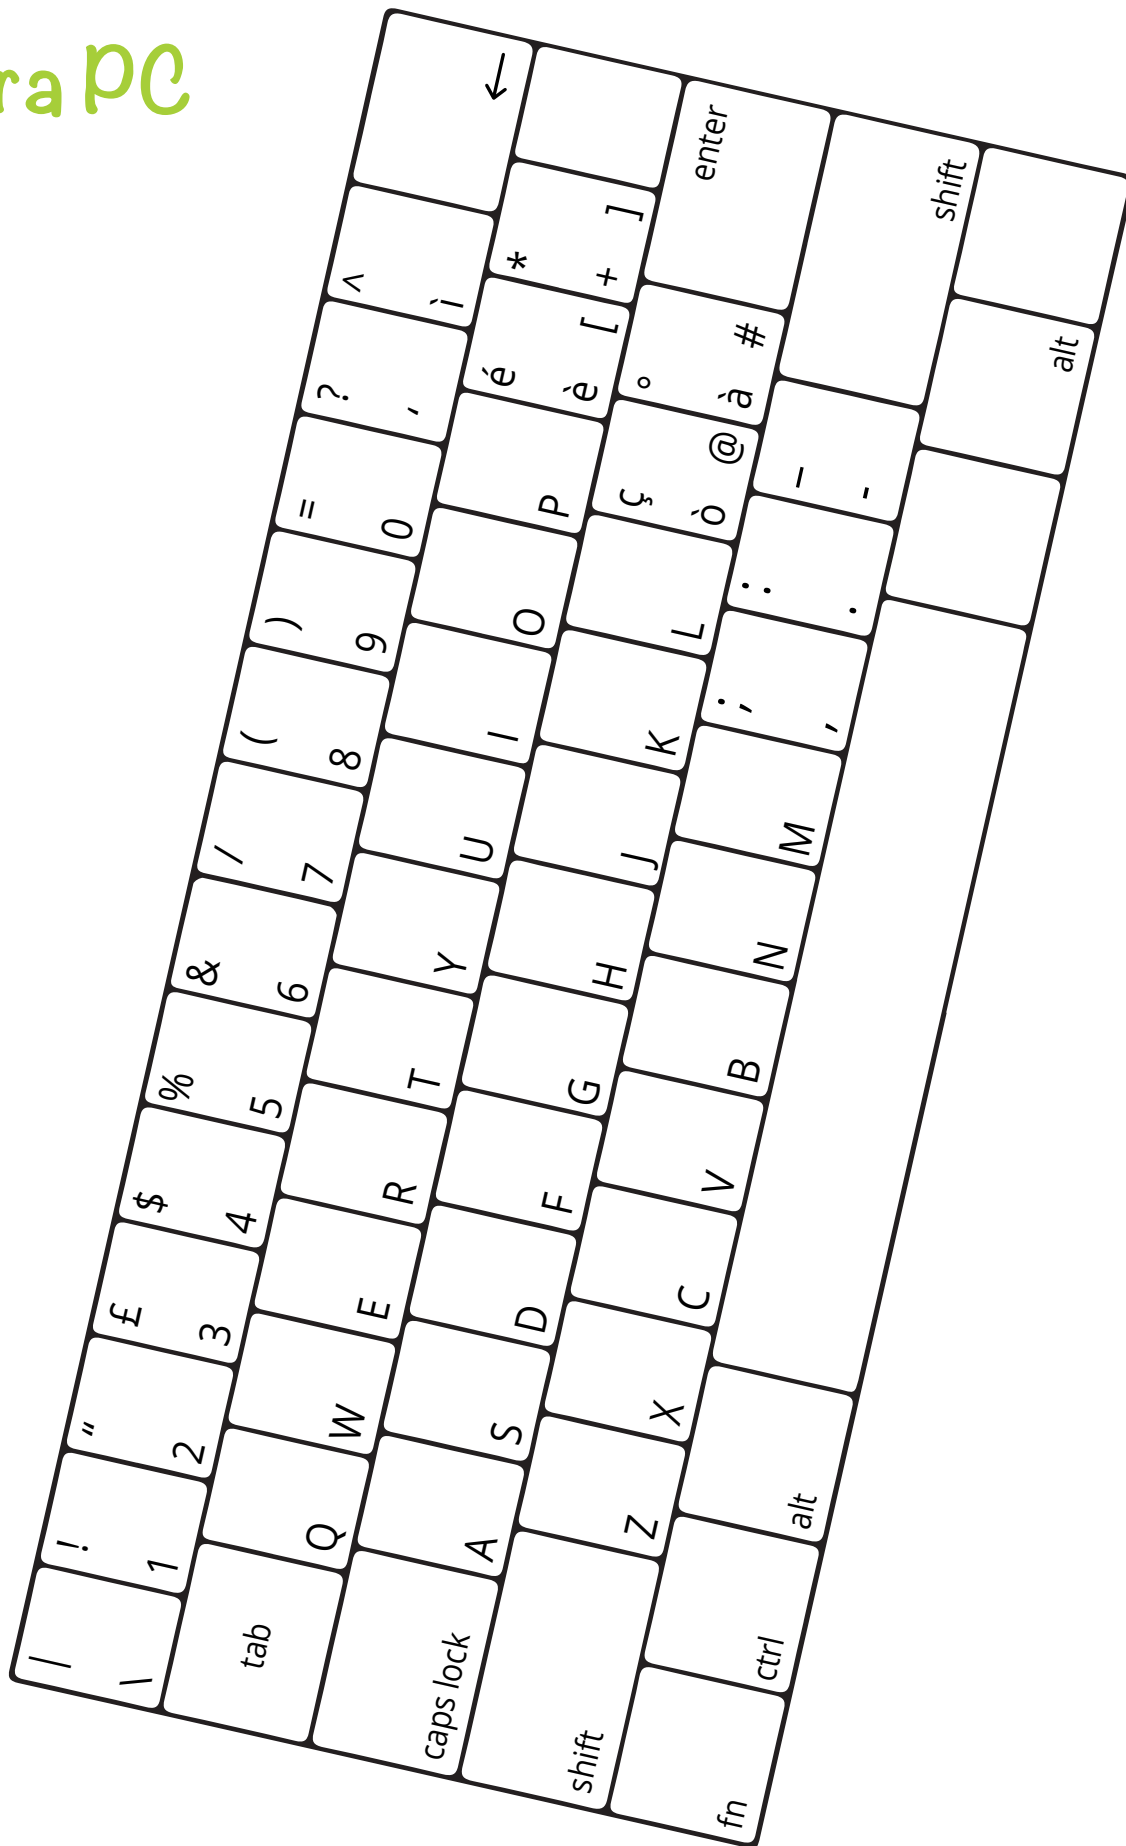 ra PC
| \ ! 1 " 2 £ 3 $ 4 % 5 & 6 / 7 ( 8 ) 9 = 0 ? ' ^ ì ←
tab Q W E R T Y U I O P é è [ * + ]
caps lock A S D F G H J K L ç ò @ ° à # enter
shift Z X C V B N M ; , : . _ - shift
fn ctrl alt alt